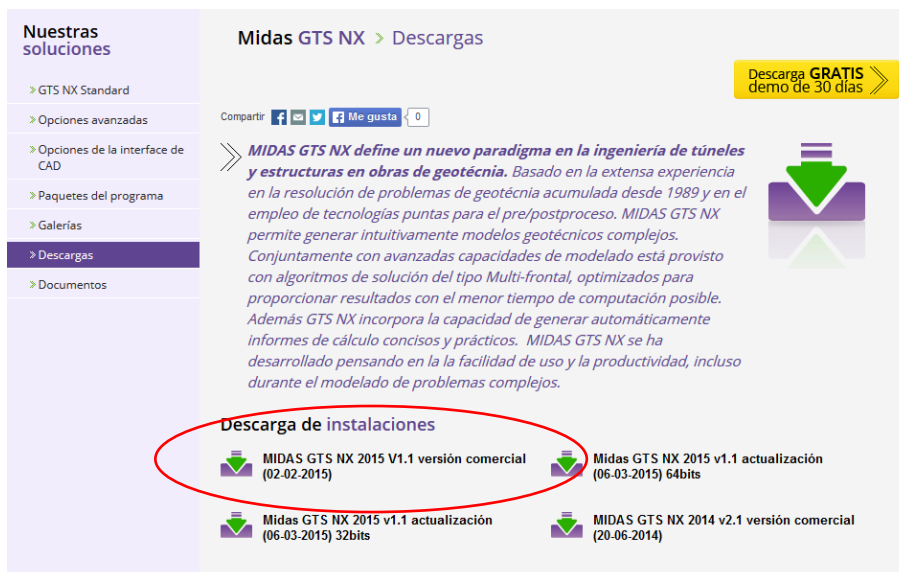 Nuestras
soluciones
GTS NX Standard
Opciones avanzadas
Opciones de la interface de
CAD
Paquetes del programa
Galerías
Descargas
Documentos
Midas GTS NX > Descargas
Descarga GRATIS
demo de 30 días
Compartir Me gusta 0
MIDAS GTS NX define un nuevo paradigma en la ingeniería de túneles
y estructuras en obras de geotécnia. Basado en la extensa experiencia
en la resolución de problemas de geotécnia acumulada desde 1989 y en el
empleo de tecnologías puntas para el pre/postproceso. MIDAS GTS NX
permite generar intuitivamente modelos geotécnicos complejos.
Conjuntamente con avanzadas capacidades de modelado está provisto
con algoritmos de solución del tipo Multi-frontal, optimizados para
proporcionar resultados con el menor tiempo de computación posible.
Además GTS NX incorpora la capacidad de generar automáticamente
informes de cálculo concisos y prácticos. MIDAS GTS NX se ha
desarrollado pensando en la la facilidad de uso y la productividad, incluso
durante el modelado de problemas complejos.
Descarga de instalaciones
MIDAS GTS NX 2015 V1.1 versión comercial
(02-02-2015)
Midas GTS NX 2015 v1.1 actualización
(06-03-2015) 64bits
Midas GTS NX 2015 v1.1 actualización
(06-03-2015) 32bits
MIDAS GTS NX 2014 v2.1 versión comercial
(20-06-2014)